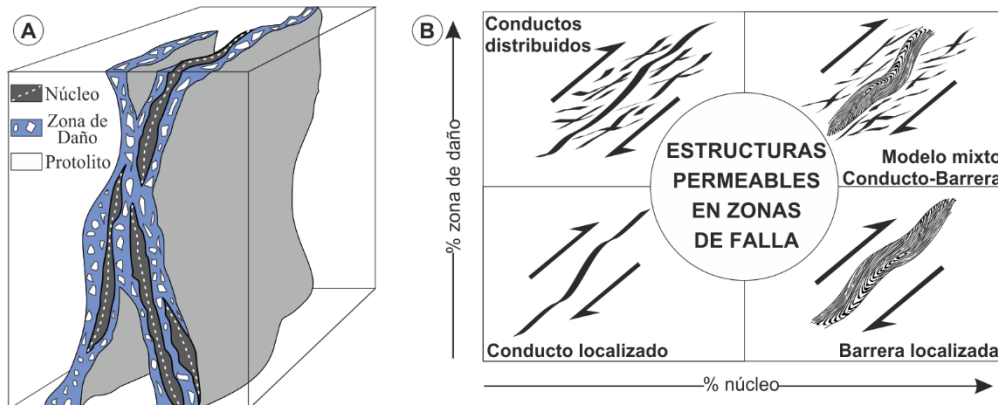 A
Núcleo
Zona de
Daño
Protolito
B
% zona de daño
Conductos
distribuidos
Modelo mixto
Conducto-Barrera
ESTRUCTURAS
PERMEABLES
EN ZONAS
DE FALLA
Conducto localizado
Barrera localizada
% núcleo